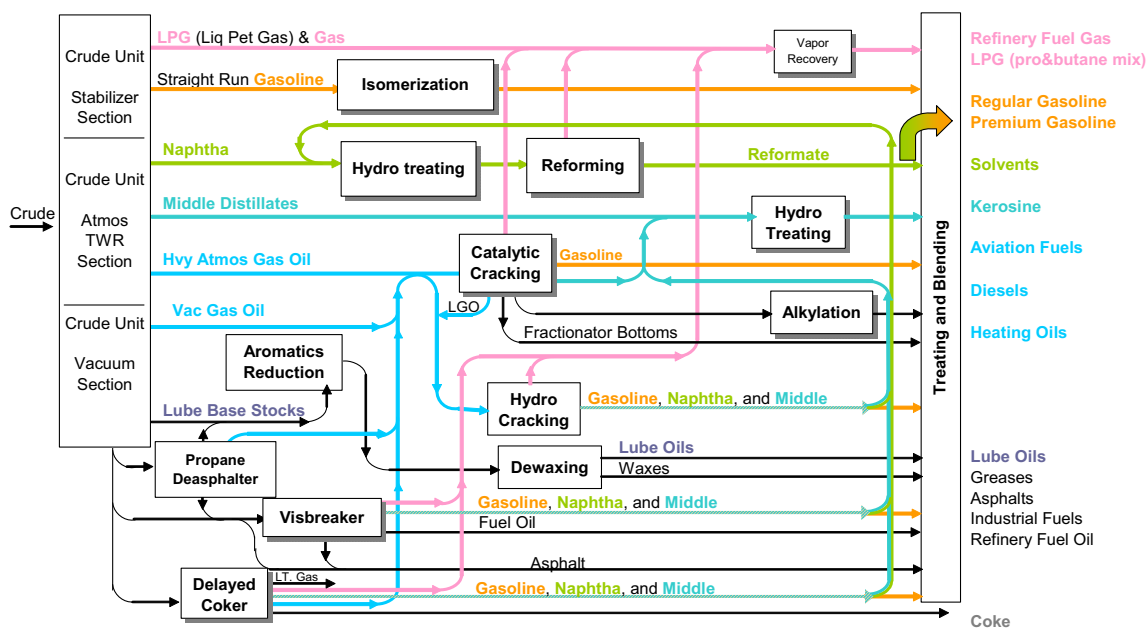 LPG (Liq Pet Gas) & Gas
Vapor
Recovery
Refinery Fuel Gas
LPG (pro&butane mix)
Crude Unit
Stabilizer
Section
Straight Run Gasoline
Isomerization
Regular Gasoline
Premium Gasoline
Naphtha
Hydro treating
Reforming
Reformate
Solvents
Crude Unit
Atmos
TWR
Section
Crude
Middle Distillates
Hydro
Treating
Kerosine
Hvy Atmos Gas Oil
Catalytic
Cracking
Gasoline
Aviation Fuels
Vac Gas Oil
LGO
Alkylation
Diesels
Fractionator Bottoms
Heating Oils
Treating and Blending
Crude Unit
Vacuum
Section
Aromatics
Reduction
Lube Base Stocks
Hydro
Cracking
Gasoline, Naphtha, and Middle
Propane
Deasphalter
Dewaxing
Lube Oils
Waxes
Lube Oils
Greases
Asphalts
Industrial Fuels
Refinery Fuel Oil
Visbreaker
Gasoline, Naphtha, and Middle
Fuel Oil
Asphalt
Delayed
Coker
LT. Gas
Gasoline, Naphtha, and Middle
Coke